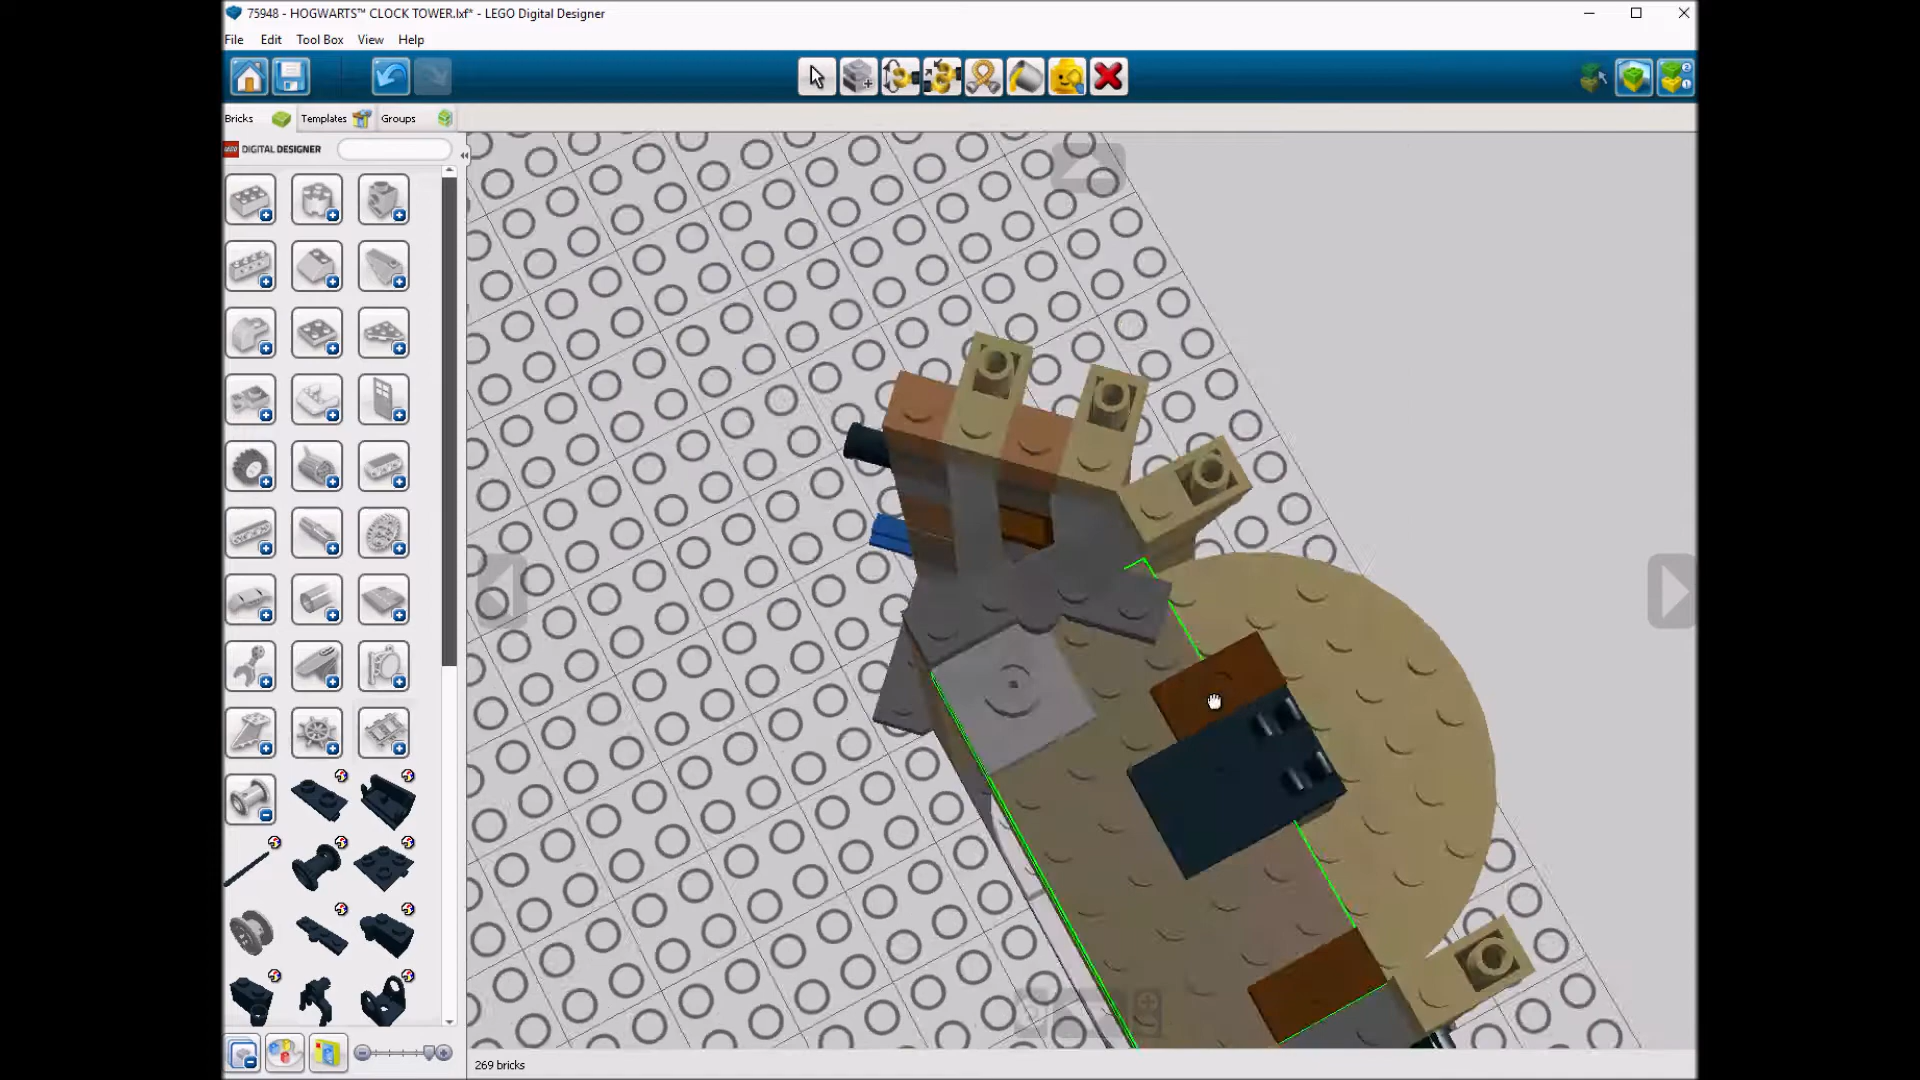 75948 - HOGWARTS™ CLOCK TOWER.lxf* - LEGO Digital Designer
File Edit Tool Box View Help
Bricks Templates Groups
LEGO DIGITAL DESIGNER
269 bricks